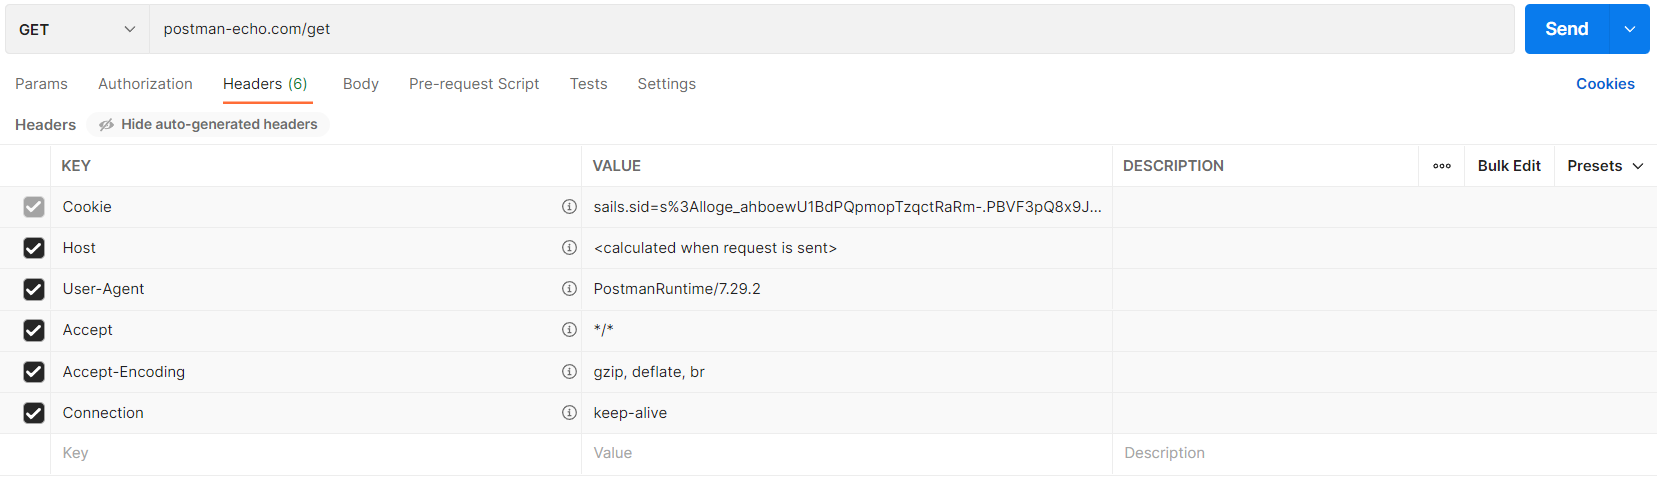 GET postman-echo.com/get Send
Params Authorization Headers (6) Body Pre-request Script Tests Settings Cookies
Headers Hide auto-generated headers
KEY VALUE DESCRIPTION ooo Bulk Edit Presets
Cookie sails.sid=s%3Alloge_ahboewU1BdPQpmopTzqctRaRm-.PBVF3pQ8x9J...
Host <calculated when request is sent>
User-Agent PostmanRuntime/7.29.2
Accept */*
Accept-Encoding gzip, deflate, br
Connection keep-alive
Key Value Description